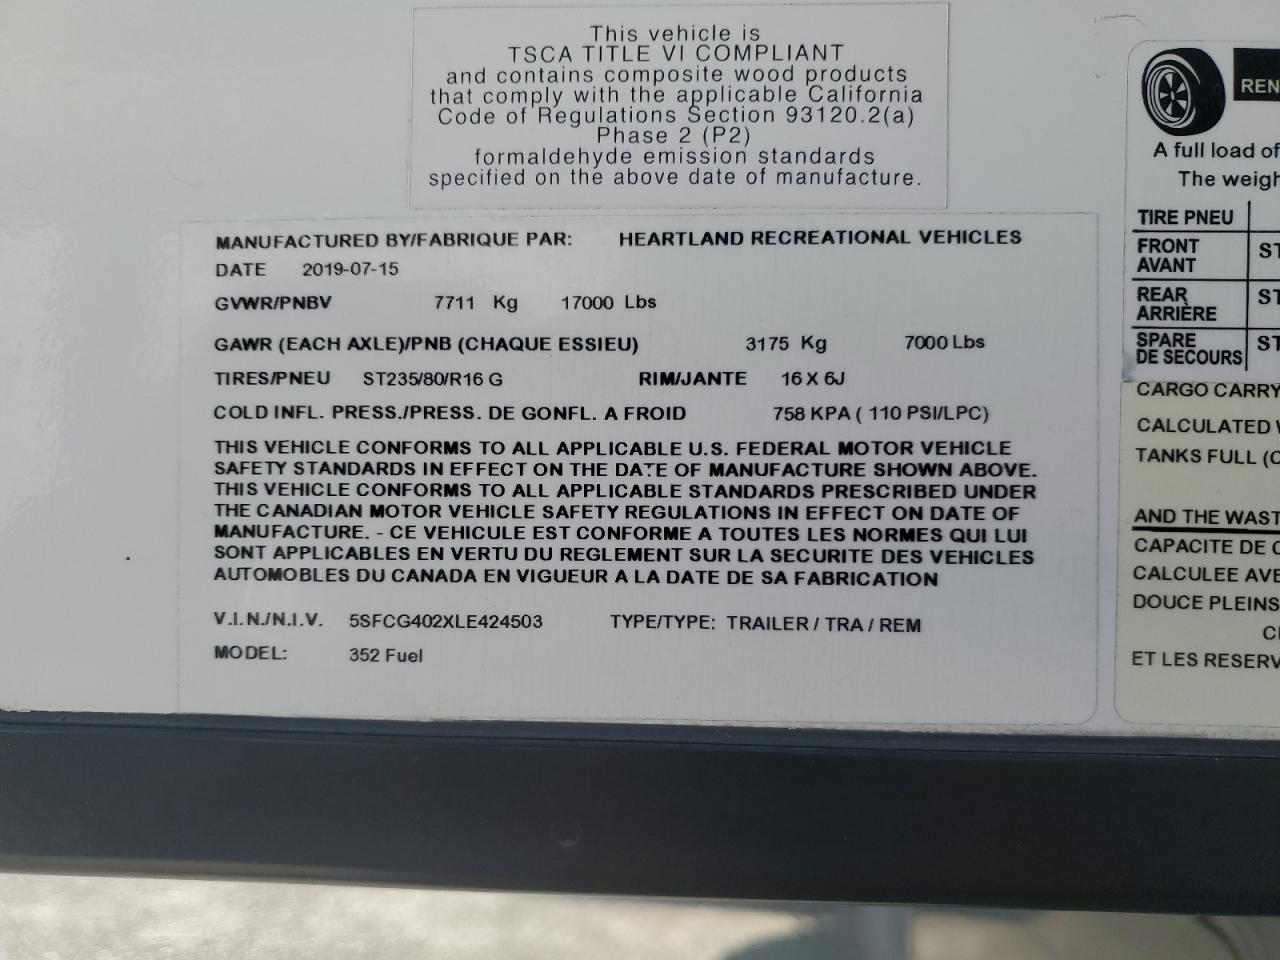 This vehicle is
TSCA TITLE VI COMPLIANT
and contains composite wood products
that comply with the applicable California
Code of Regulations Section 93120.2(a)
Phase 2 (P2)
formaldehyde emission standards
specified on the above date of manufacture.
MANUFACTURED BY/FABRIQUE PAR: HEARTLAND RECREATIONAL VEHICLES
DATE 2019-07-15
GVWR/PNBV 7711 Kg 17000 Lbs
GAWR (EACH AXLE)/PNB (CHAQUE ESSIEU) 3175 Kg 7000 Lbs
TIRES/PNEU ST235/80/R16 G RIM/JANTE 16 X 6J
COLD INFL. PRESS./PRESS. DE GONFL. A FROID 758 KPA ( 110 PSI/LPC)
THIS VEHICLE CONFORMS TO ALL APPLICABLE U.S. FEDERAL MOTOR VEHICLE
SAFETY STANDARDS IN EFFECT ON THE DATE OF MANUFACTURE SHOWN ABOVE.
THIS VEHICLE CONFORMS TO ALL APPLICABLE STANDARDS PRESCRIBED UNDER
THE CANADIAN MOTOR VEHICLE SAFETY REGULATIONS IN EFFECT ON DATE OF
MANUFACTURE. - CE VEHICULE EST CONFORME A TOUTES LES NORMES QUI LUI
SONT APPLICABLES EN VERTU DU REGLEMENT SUR LA SECURITE DES VEHICLES
AUTOMOBLES DU CANADA EN VIGUEUR A LA DATE DE SA FABRICATION
V.I.N./N.I.V. 5SFCG402XLE424503 TYPE/TYPE: TRAILER / TRA / REM
MODEL: 352 Fuel
REN
A full load of
The weigh
TIRE PNEU
FRONT
AVANT ST
REAR
ARRIÈRE ST
SPARE
DE SECOURS ST
CARGO CARRY
CALCULATED
TANKS FULL (
AND THE WAST
CAPACITE DE C
CALCULEE AVE
DOUCE PLEINS
ET LES RESERV